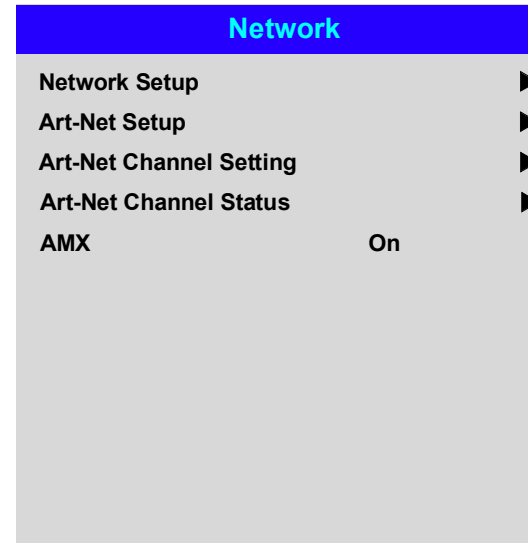 Network
Network Setup
Art-Net Setup
Art-Net Channel Setting
Art-Net Channel Status
AMX On